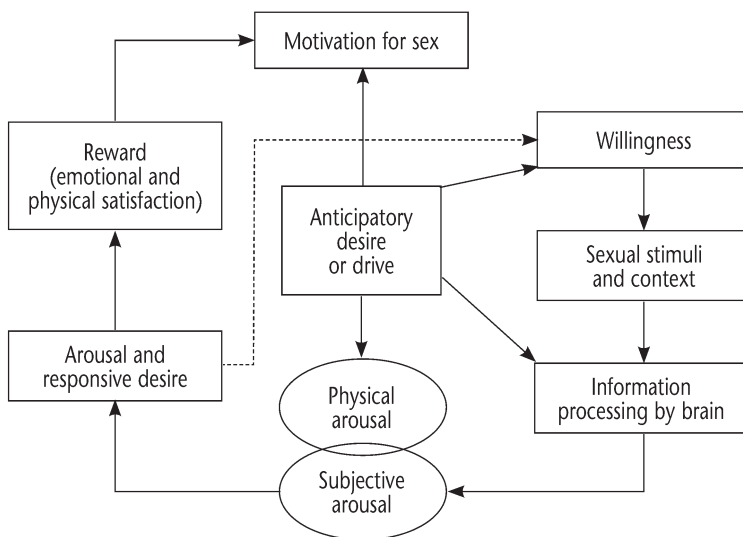 Motivation for sex
Reward
(emotional and
physical satisfaction)
Willingness
Anticipatory
desire
or drive
Sexual stimuli
and context
Arousal and
responsive desire
Physical
arousal
Information
processing by brain
Subjective
arousal